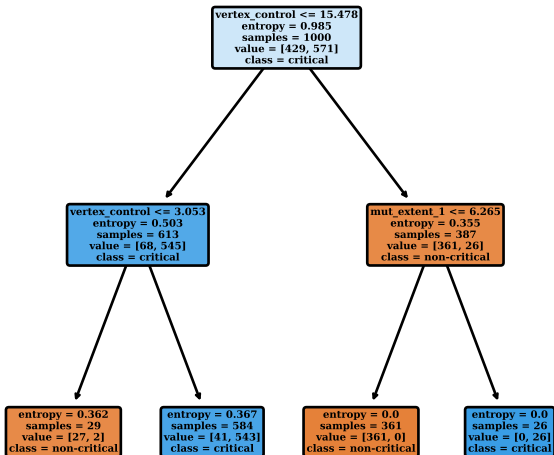 vertex_control <= 15.478
entropy = 0.985
samples = 1000
value = [429, 571]
class = critical
vertex_control <= 3.053
entropy = 0.503
samples = 613
value = [68, 545]
class = critical
mut_extent_1 <= 6.265
entropy = 0.355
samples = 387
value = [361, 26]
class = non-critical
entropy = 0.362
samples = 29
value = [27, 2]
class = non-critical
entropy = 0.367
samples = 584
value = [41, 543]
class = critical
entropy = 0.0
samples = 361
value = [361, 0]
class = non-critical
entropy = 0.0
samples = 26
value = [0, 26]
class = critical